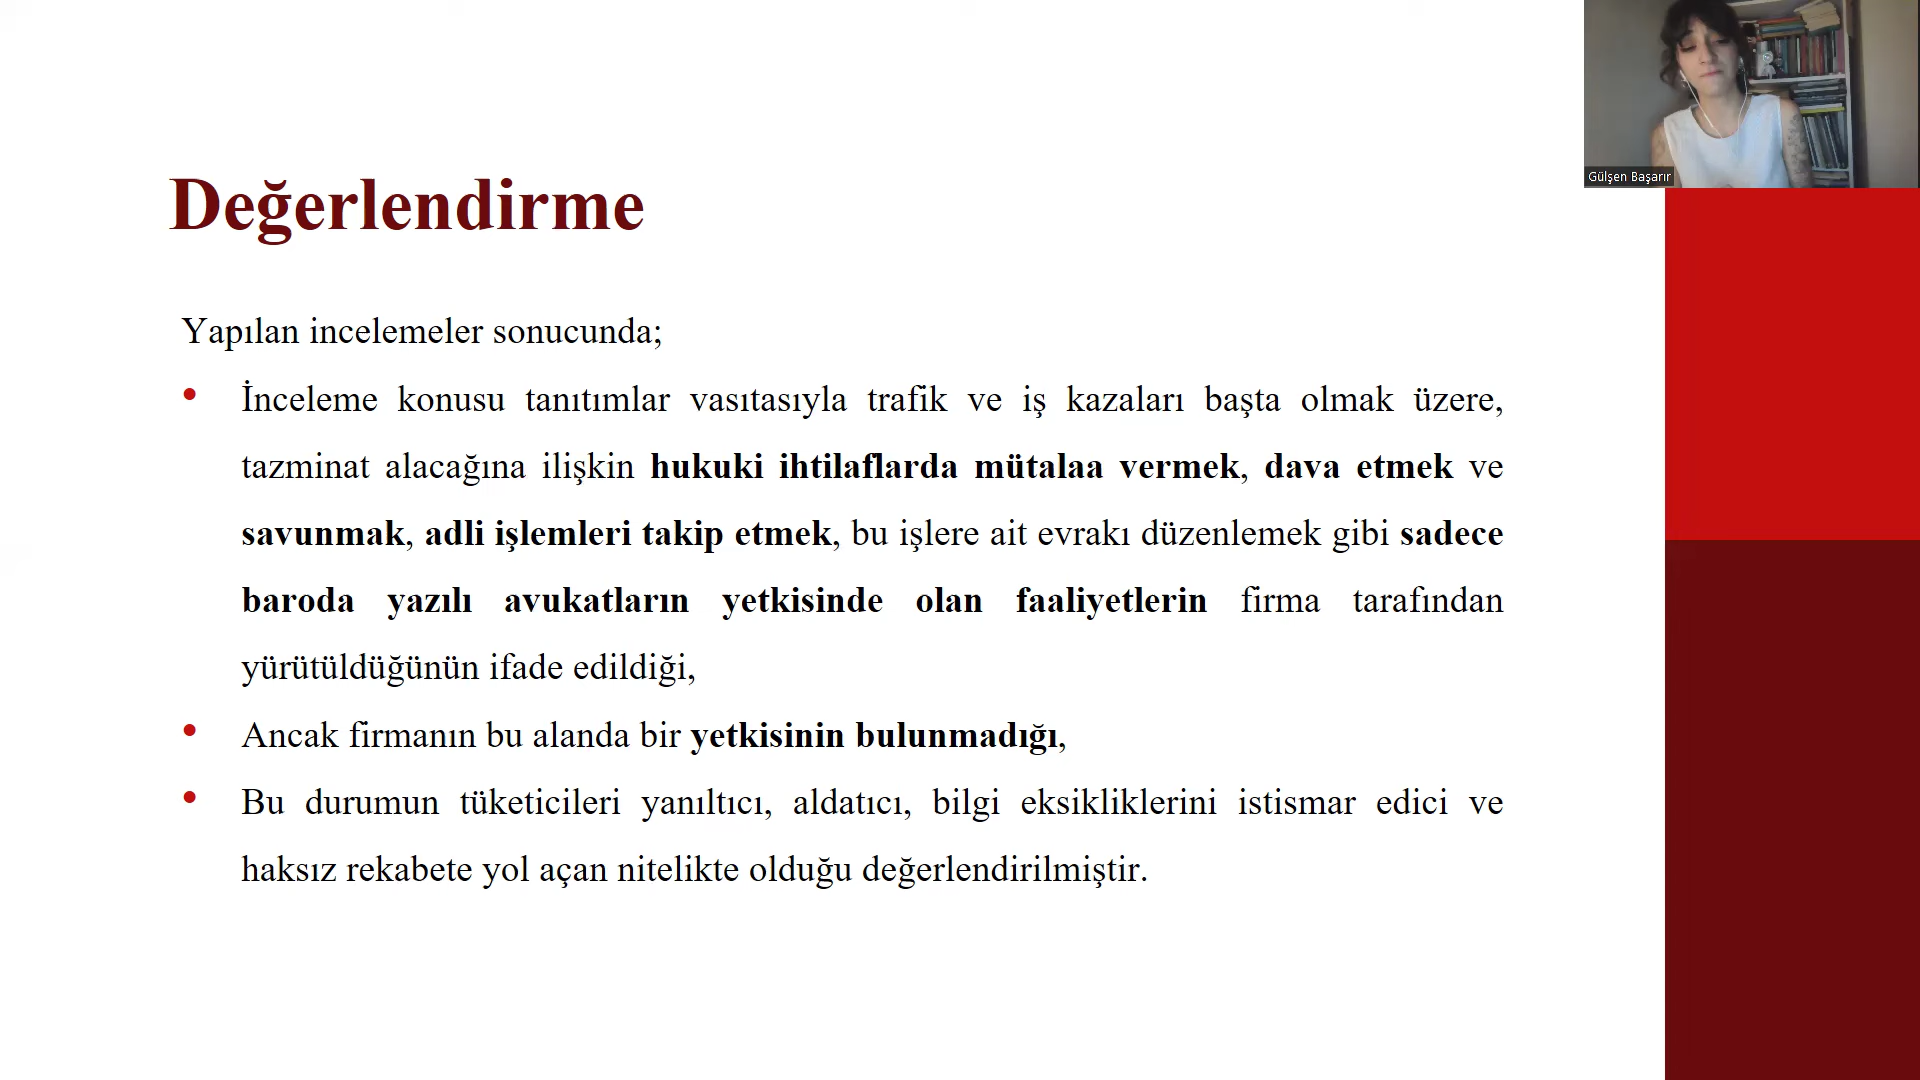 Gülşen Başarır
Değerlendirme
Yapılan incelemeler sonucunda;
• İnceleme konusu tanıtımlar vasıtasıyla trafik ve iş kazaları başta olmak üzere,
tazminat alacağına ilişkin hukuki ihtilaflarda mütalaa vermek, dava etmek ve
savunmak, adli işlemleri takip etmek, bu işlere ait evrakı düzenlemek gibi sadece
baroda yazılı avukatların yetkisinde olan faaliyetlerin firma tarafından
yürütüldüğünün ifade edildiği,
• Ancak firmanın bu alanda bir yetkisinin bulunmadığı,
• Bu durumun tüketicileri yanıltıcı, aldatıcı, bilgi eksikliklerini istismar edici ve
haksız rekabete yol açan nitelikte olduğu değerlendirilmiştir.